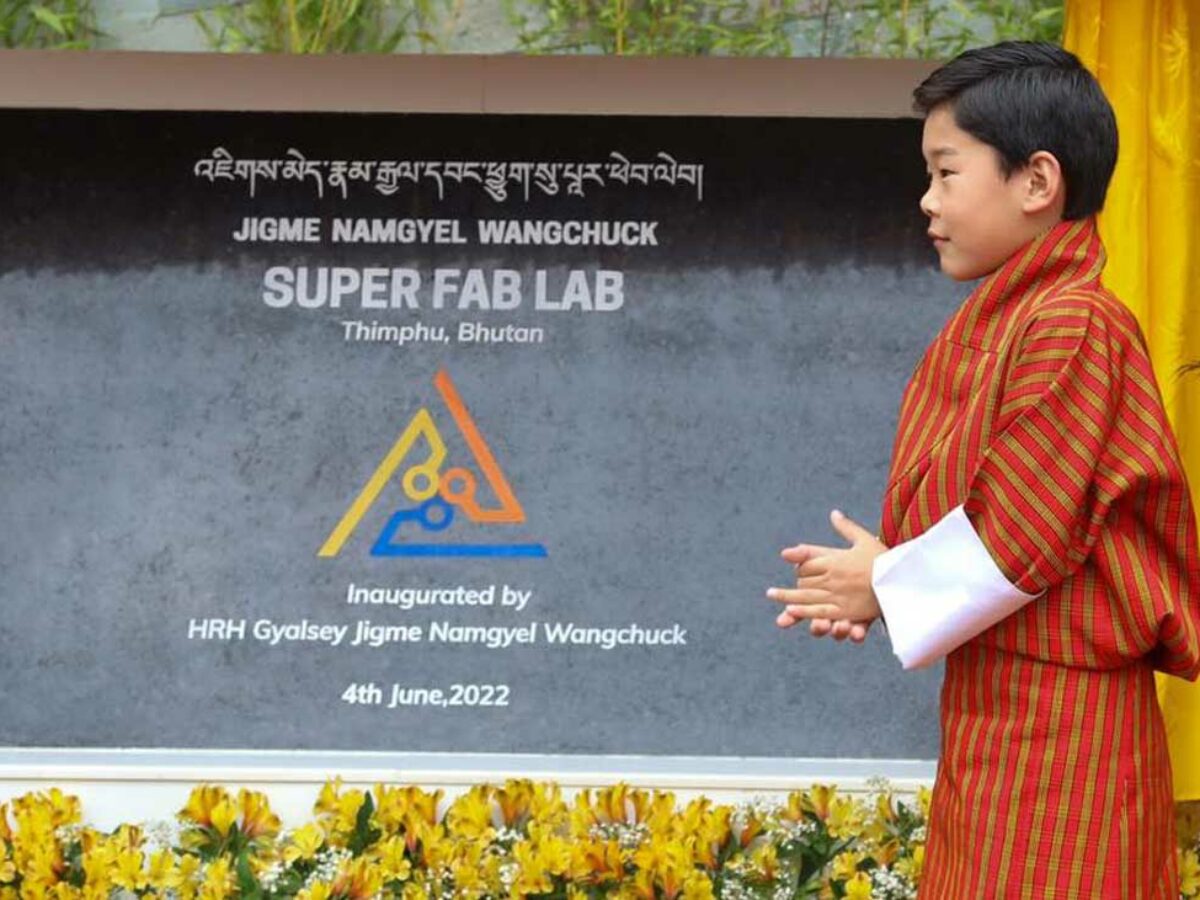 འཇིགས་མེད་རྣམ་རྒྱལ་དབང་ཕྱུག་སུ་པཱར་ཕེབ་ལེབ།
JIGME NAMGYEL WANGCHUCK
SUPER FAB LAB
Thimphu, Bhutan
Inaugurated by
HRH Gyalsey Jigme Namgyel Wangchuck
4th June,2022